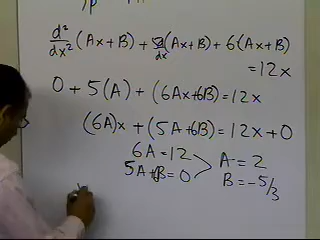 d²/dx² (Ax+B) + 5 d/dx (Ax+B) + 6(Ax+B)
=12x
0 + 5(A) + (6Ax+6B)=12x
(6A)x + (5A+6B)=12x+0
6A=12
5A+6B=0
A=2
B=-5/3